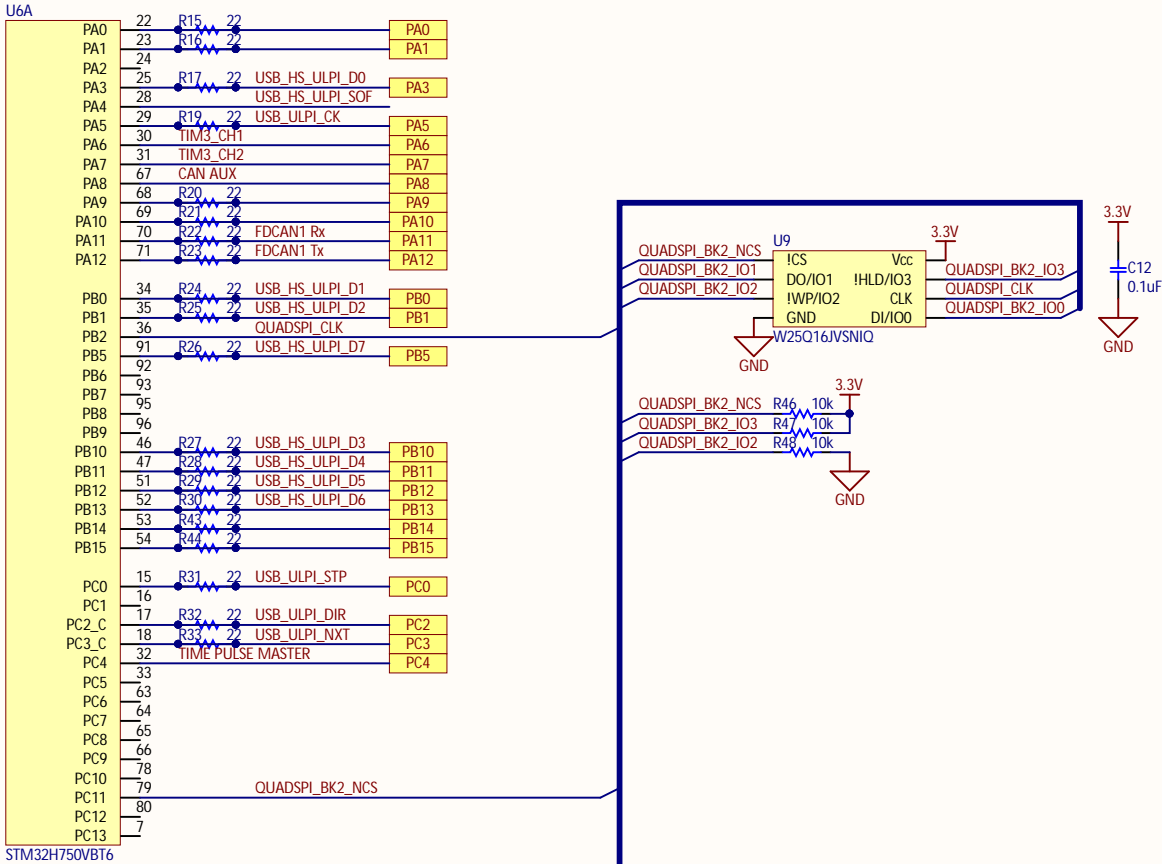 U6A
PA0 22 R15 22 PA0
PA1 23 R16 22 PA1
PA2 24
PA3 25 R17 22 USB_HS_ULPI_D0 PA3
PA4 28 USB_HS_ULPI_SOF
PA5 29 R19 22 USB_ULPI_CK PA5
PA6 30 TIM3_CH1 PA6
PA7 31 TIM3_CH2 PA7
PA8 67 CAN AUX PA8
PA9 68 R20 22 PA9
PA10 69 R21 22 PA10
PA11 70 R22 22 FDCAN1 Rx PA11
PA12 71 R23 22 FDCAN1 Tx PA12
PB0 34 R24 22 USB_HS_ULPI_D1 PB0
PB1 35 R25 22 USB_HS_ULPI_D2 PB1
PB2 36 QUADSPI_CLK
PB5 91 R26 22 USB_HS_ULPI_D7 PB5
PB6 92
PB7 93
PB8 95
PB9 96
PB10 46 R27 22 USB_HS_ULPI_D3 PB10
PB11 47 R28 22 USB_HS_ULPI_D4 PB11
PB12 51 R29 22 USB_HS_ULPI_D5 PB12
PB13 52 R30 22 USB_HS_ULPI_D6 PB13
PB14 53 R43 22 PB14
PB15 54 R44 22 PB15
PC0 15 R31 22 USB_ULPI_STP PC0
PC1 16
PC2_C 17 R32 22 USB_ULPI_DIR PC2
PC3_C 18 R33 22 USB_ULPI_NXT PC3
PC4 32 TIME PULSE MASTER PC4
PC5 33
PC6 63
PC7 64
PC8 65
PC9 66
PC10 78
PC11 79 QUADSPI_BK2_NCS
PC12 80
PC13 7
STM32H750VBT6
U9
3.3V
QUADSPI_BK2_NCS !CS Vcc
QUADSPI_BK2_IO1 DO/IO1 !HLD/IO3 QUADSPI_BK2_IO3
QUADSPI_BK2_IO2 !WP/IO2 CLK QUADSPI_CLK
GND DI/IO0 QUADSPI_BK2_IO0
W25Q16JVSNIQ
GND
3.3V
C12
0.1uF
GND
3.3V
QUADSPI_BK2_NCS R46 10k
QUADSPI_BK2_IO3 R47 10k
QUADSPI_BK2_IO2 R48 10k
GND